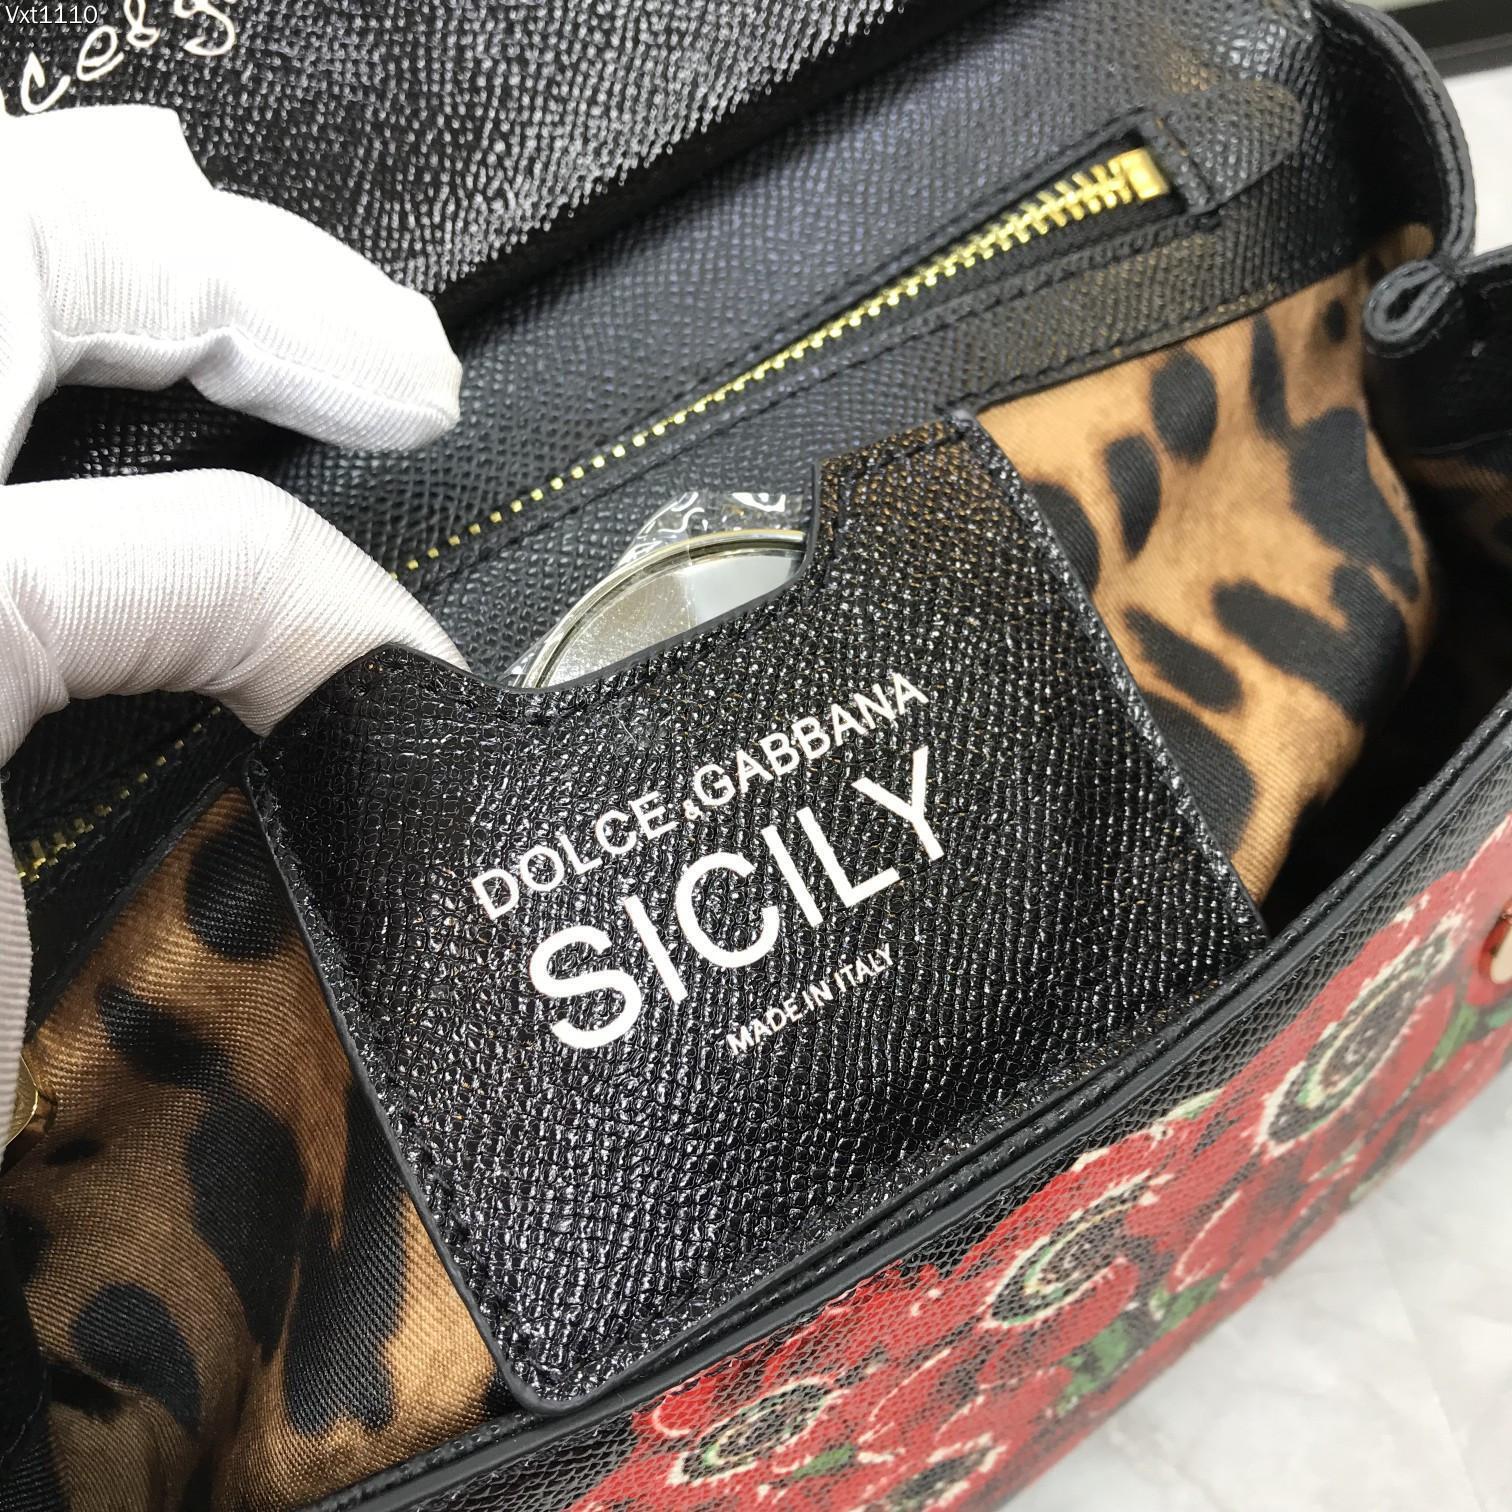 Vxt1110
DOLCE&GABBANA
SICILY
MADE IN ITALY